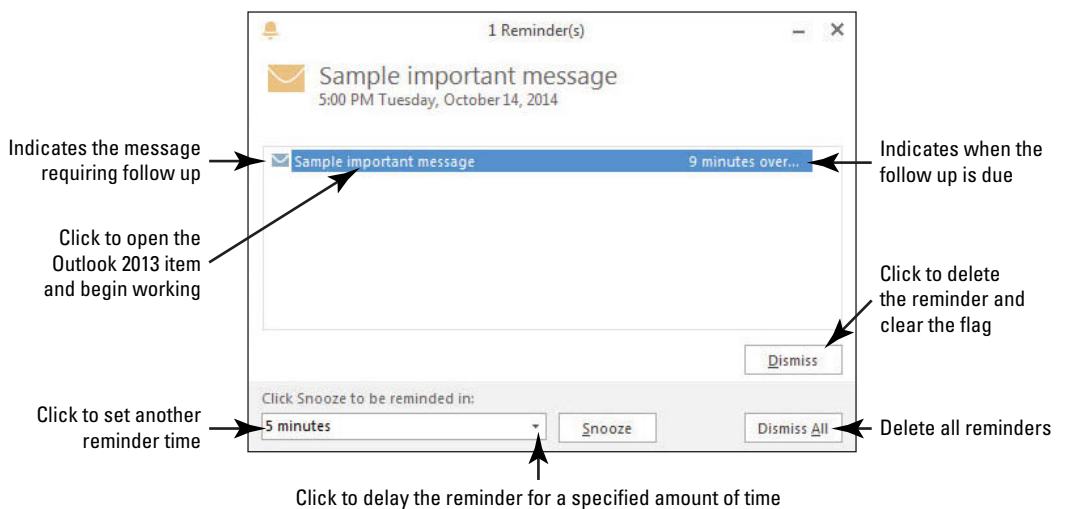 1 Reminder(s)
Sample important message
5:00 PM Tuesday, October 14, 2014
Indicates the message
requiring follow up
Sample important message
9 minutes over...
Indicates when the
follow up is due
Click to open the
Outlook 2013 item
and begin working
Click to delete
the reminder and
clear the flag
Dismiss
Click Snooze to be reminded in:
Click to set another
reminder time
5 minutes
Snooze
Dismiss All
Delete all reminders
Click to delay the reminder for a specified amount of time